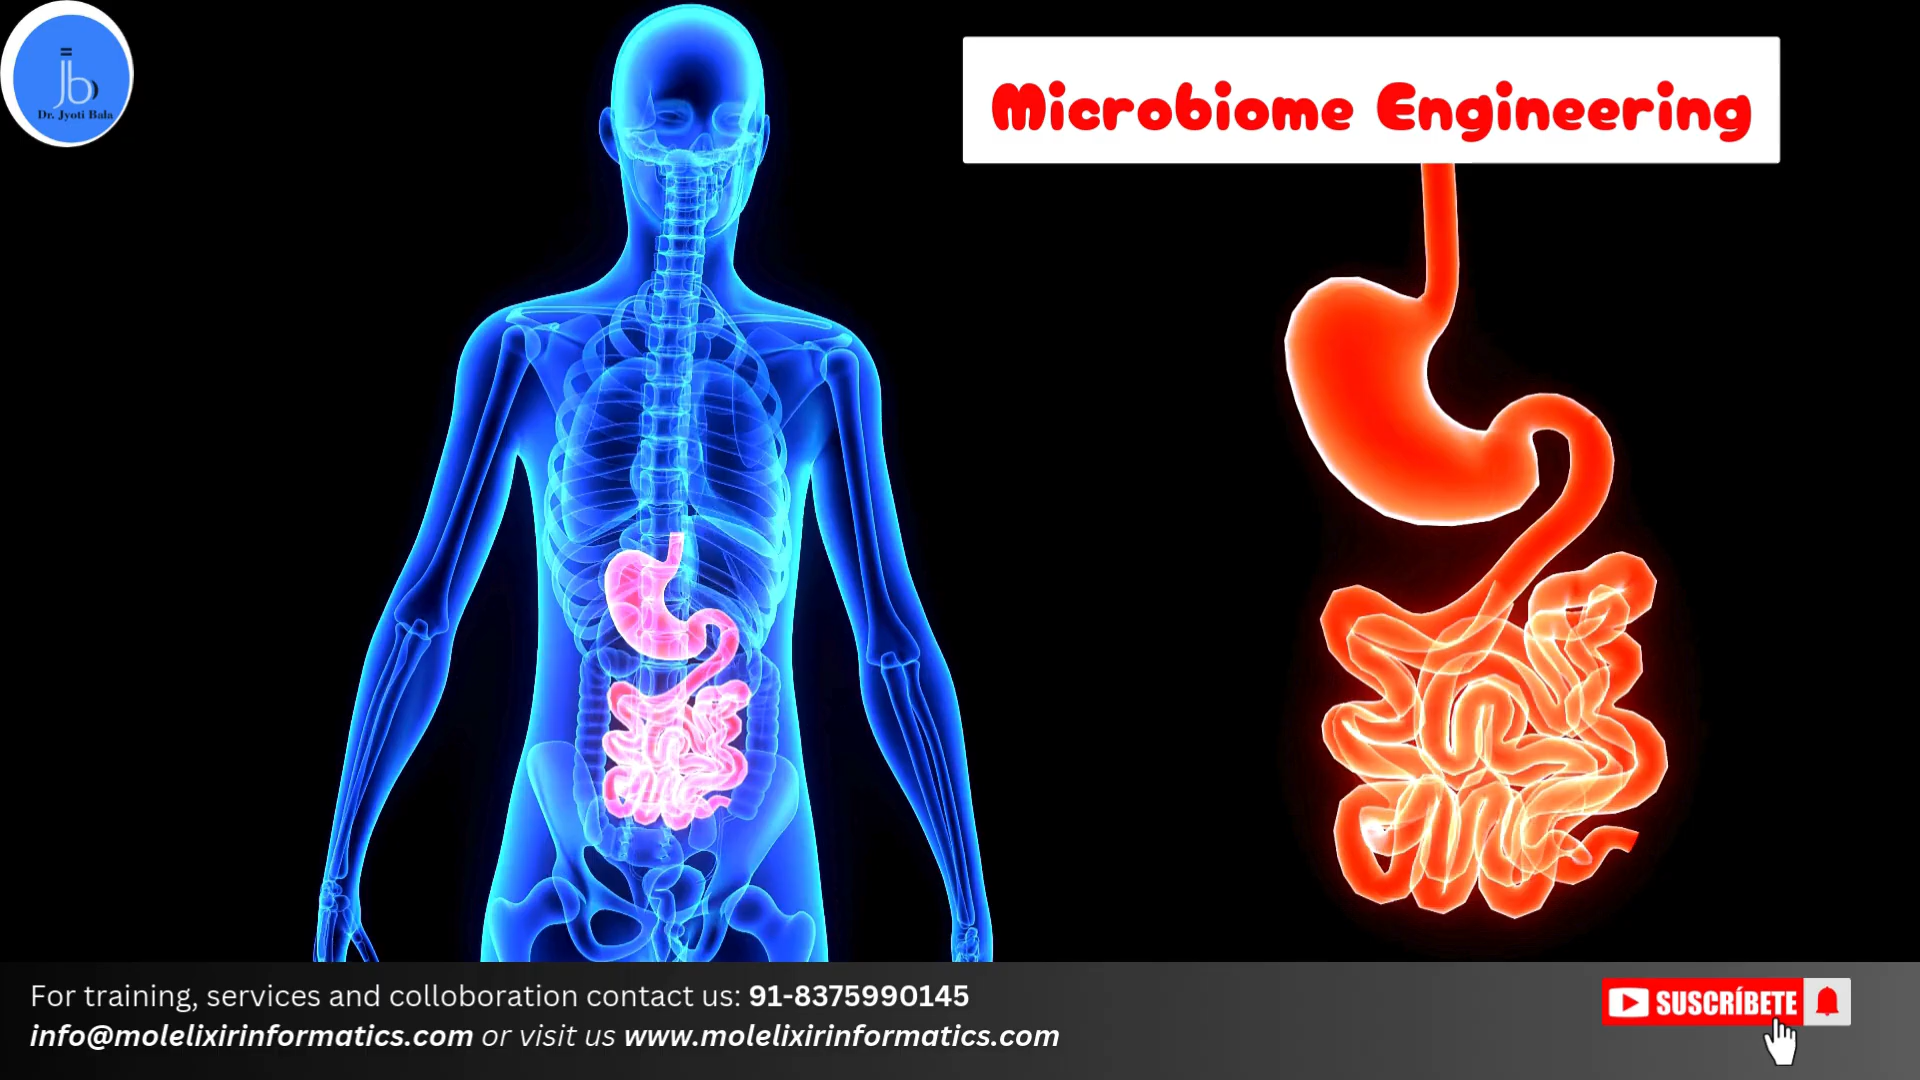 jb
Dr. Jyoti Bala
Microbiome Engineering
For training, services and colloboration contact us: 91-8375990145
info@molelixirinformatics.com or visit us www.molelixirinformatics.com
SUSCRÍBETE